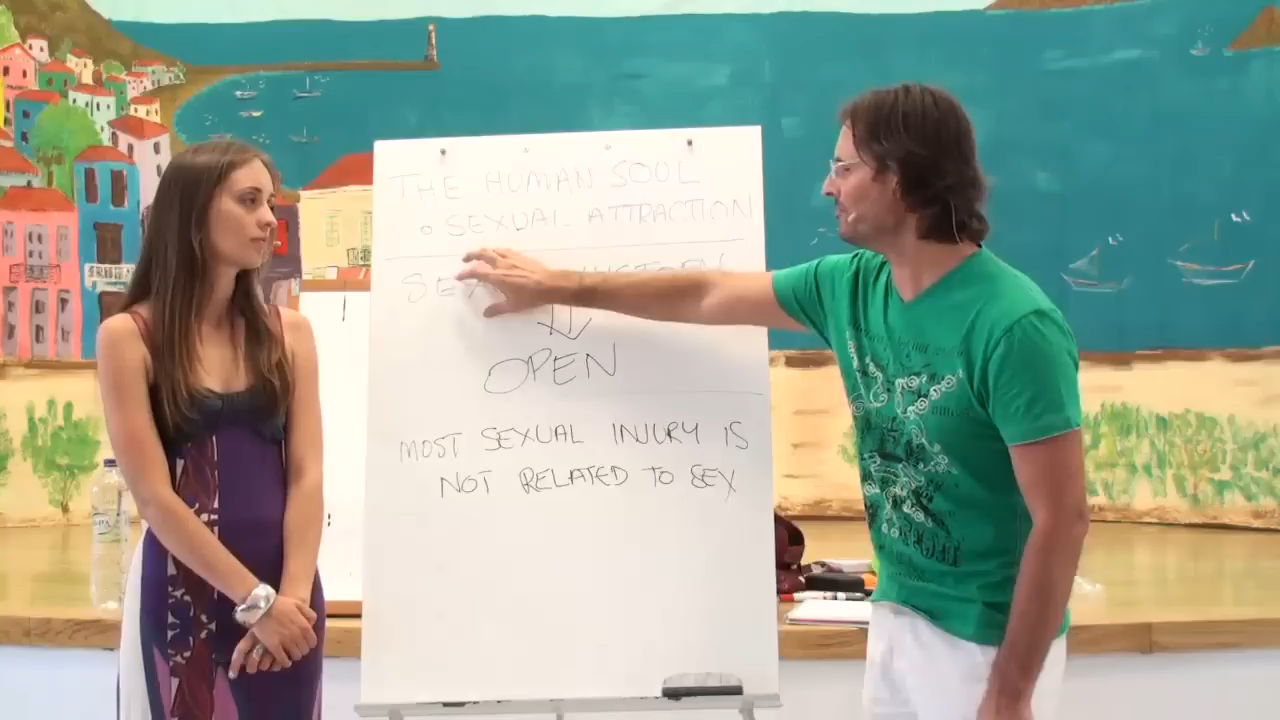 THE HUMAN SOUL
o SEXUAL ATTRACTION
OPEN
MOST SEXUAL INJURY IS
NOT RELATED TO SEX